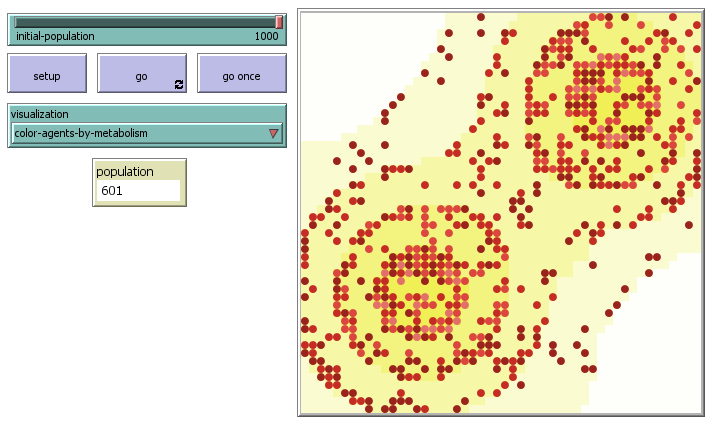 initial-population 1000
setup go go once
visualization
color-agents-by-metabolism
population
601